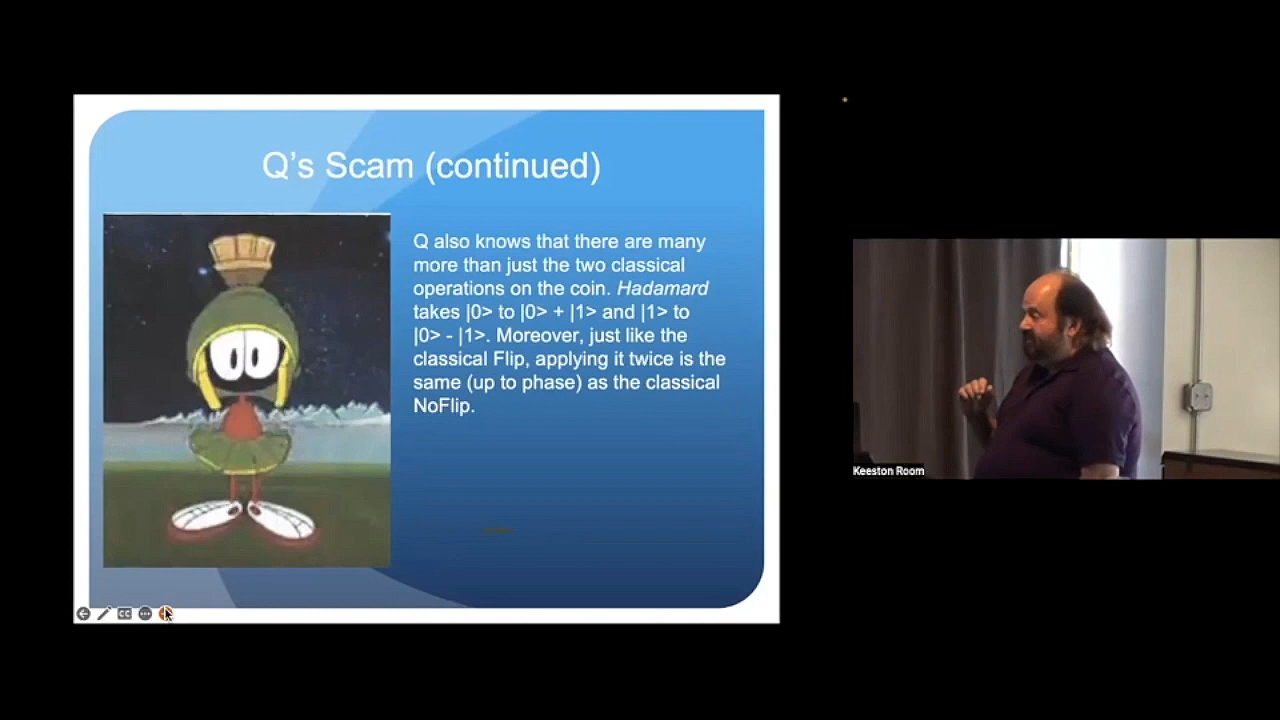 Q's Scam (continued)
Q also knows that there are many
more than just the two classical
operations on the coin. Hadamard
takes |0> to |0> + |1> and |1> to
|0> - |1>. Moreover, just like the
classical Flip, applying it twice is the
same (up to phase) as the classical
NoFlip.
CC
Keeston Room